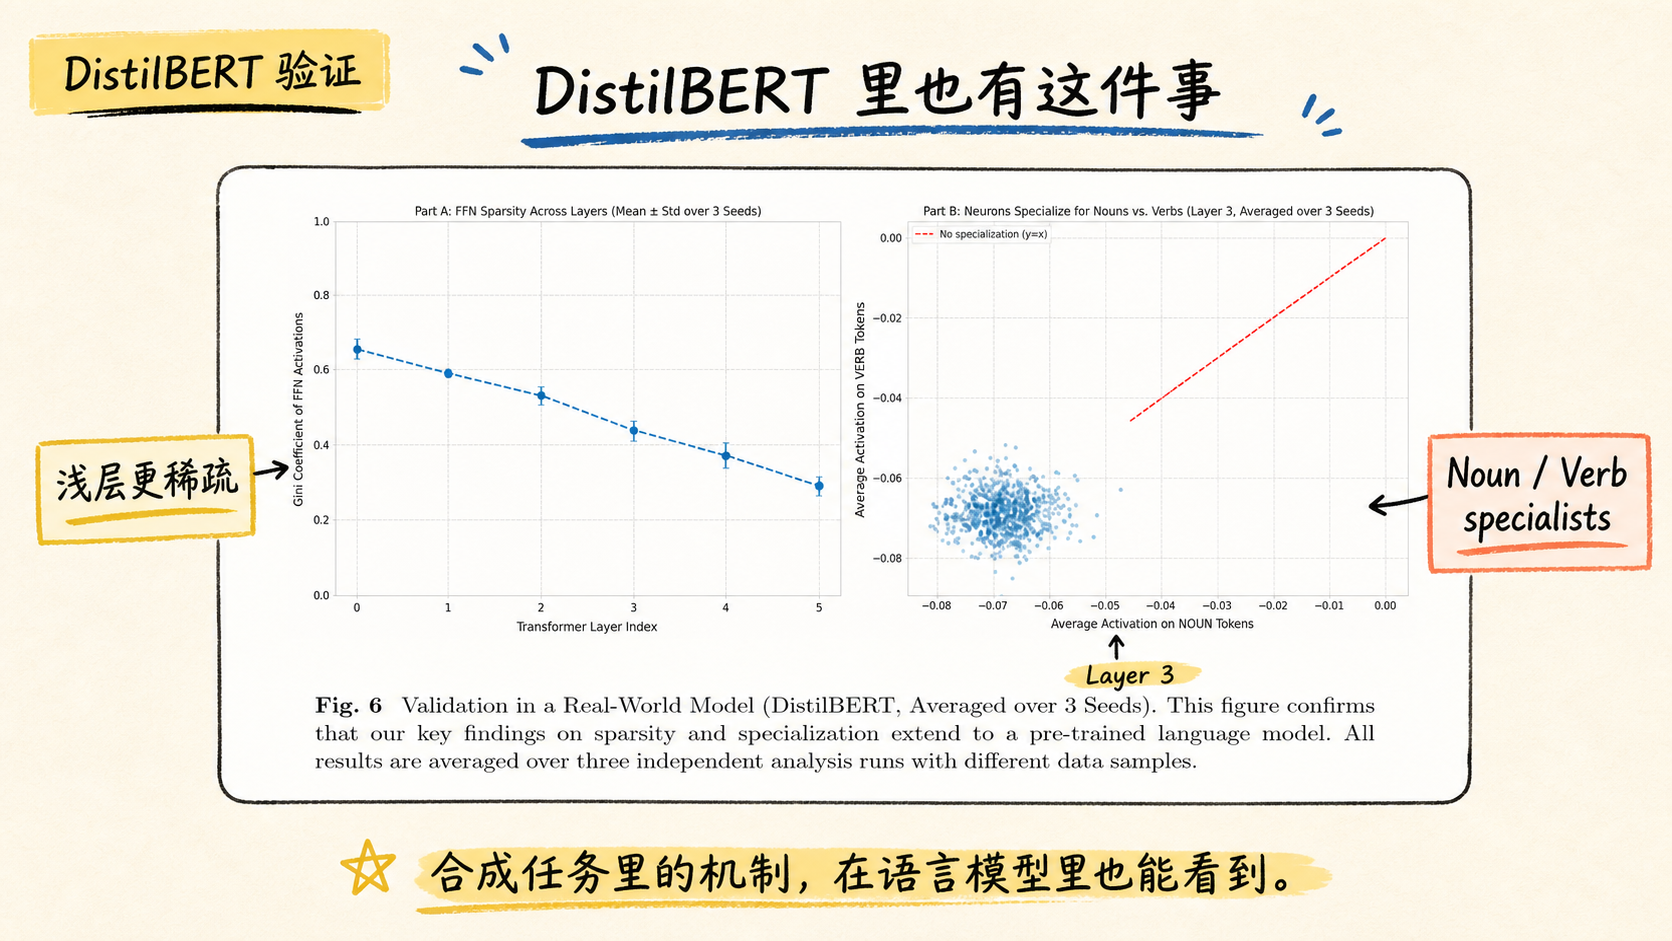 DistilBERT 验证
DistilBERT 里也有这件事
Part A: FFN Sparsity Across Layers (Mean ± Std over 3 Seeds)
Gini Coefficient of FFN Activations
1.0
0.8
0.6
0.4
0.2
0.0
0 1 2 3 4 5
Transformer Layer Index
Part B: Neurons Specialize for Nouns vs. Verbs (Layer 3, Averaged over 3 Seeds)
No specialization (y=x)
Average Activation on VERB Tokens
0.00
−0.02
−0.04
−0.06
−0.08
−0.08 −0.07 −0.06 −0.05 −0.04 −0.03 −0.02 −0.01 0.00
Average Activation on NOUN Tokens
浅层更稀疏
Noun / Verb
specialists
Layer 3
Fig. 6 Validation in a Real-World Model (DistilBERT, Averaged over 3 Seeds). This figure confirms
that our key findings on sparsity and specialization extend to a pre-trained language model. All
results are averaged over three independent analysis runs with different data samples.
合成任务里的机制，在语言模型里也能看到。